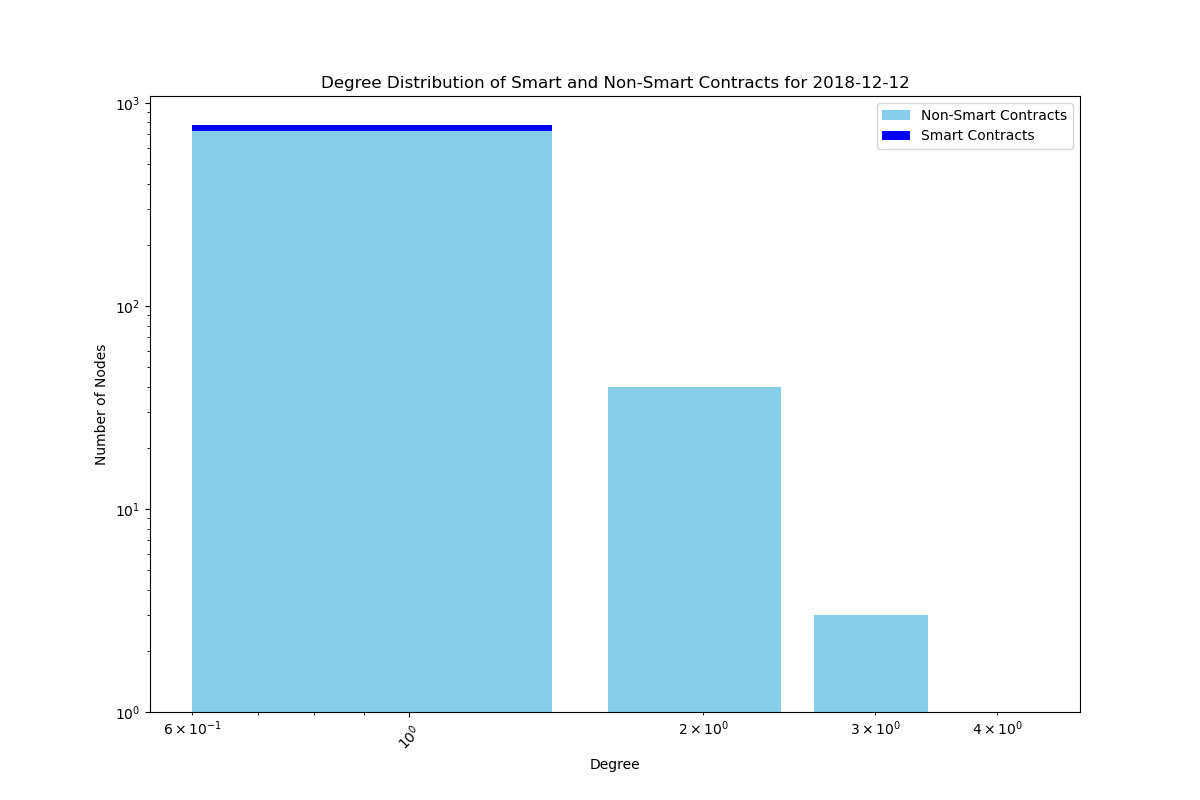 Degree Distribution of Smart and Non-Smart Contracts for 2018-12-12
Non-Smart Contracts
Smart Contracts
10³
10²
10¹
10⁰
Number of Nodes
6 × 10⁻¹
10⁰
2 × 10⁰
3 × 10⁰
4 × 10⁰
Degree